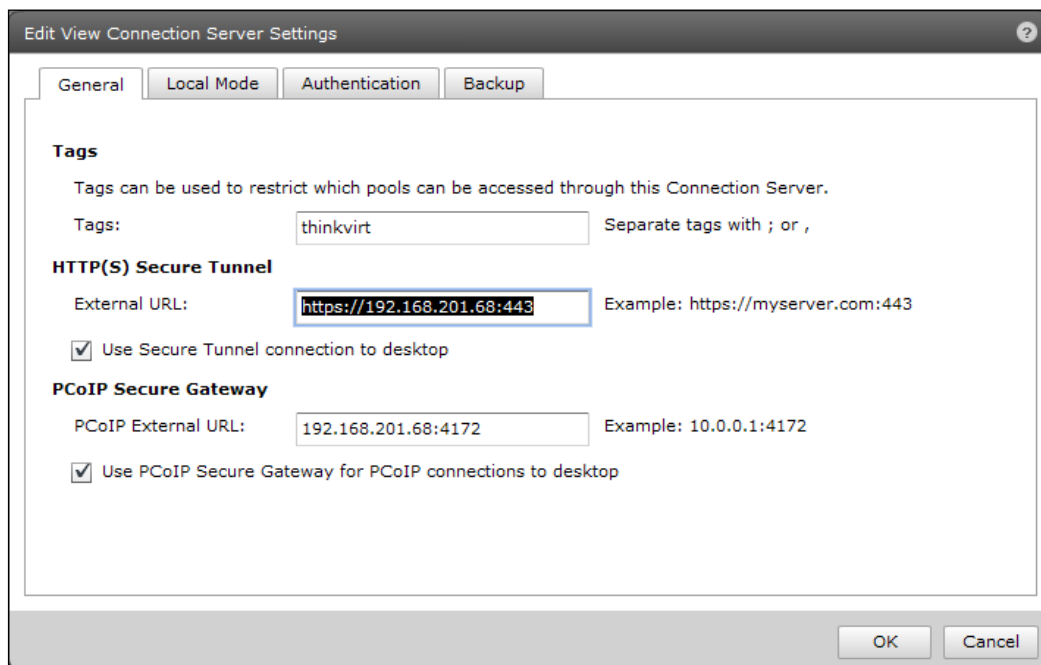 Edit View Connection Server Settings ?
General Local Mode Authentication Backup
Tags
Tags can be used to restrict which pools can be accessed through this Connection Server.
Tags: thinkvirt Separate tags with ; or ,
HTTP(S) Secure Tunnel
External URL: https://192.168.201.68:443 Example: https://myserver.com:443
Use Secure Tunnel connection to desktop
PCoIP Secure Gateway
PCoIP External URL: 192.168.201.68:4172 Example: 10.0.0.1:4172
Use PCoIP Secure Gateway for PCoIP connections to desktop
OK Cancel